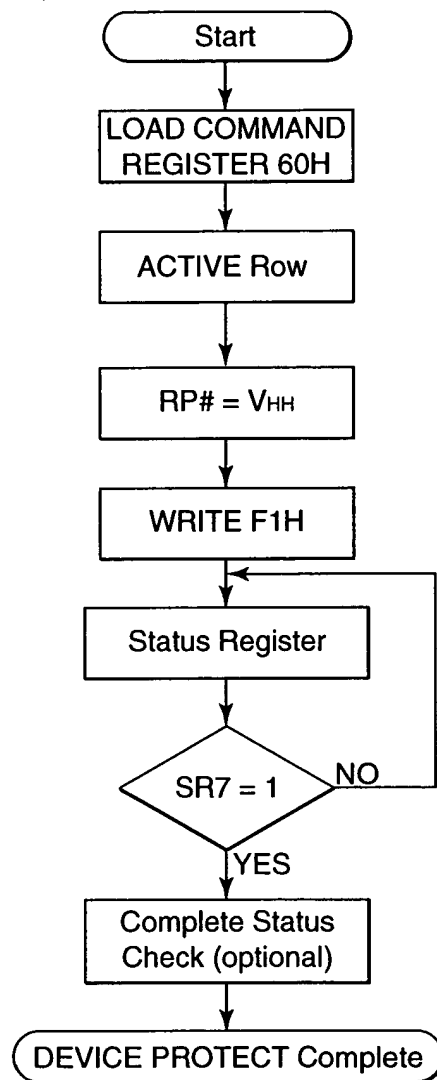 Start
LOAD COMMAND
REGISTER 60H
ACTIVE Row
RP# = VHH
WRITE F1H
Status Register
SR7 = 1
NO
YES
Complete Status
Check (optional)
DEVICE PROTECT Complete